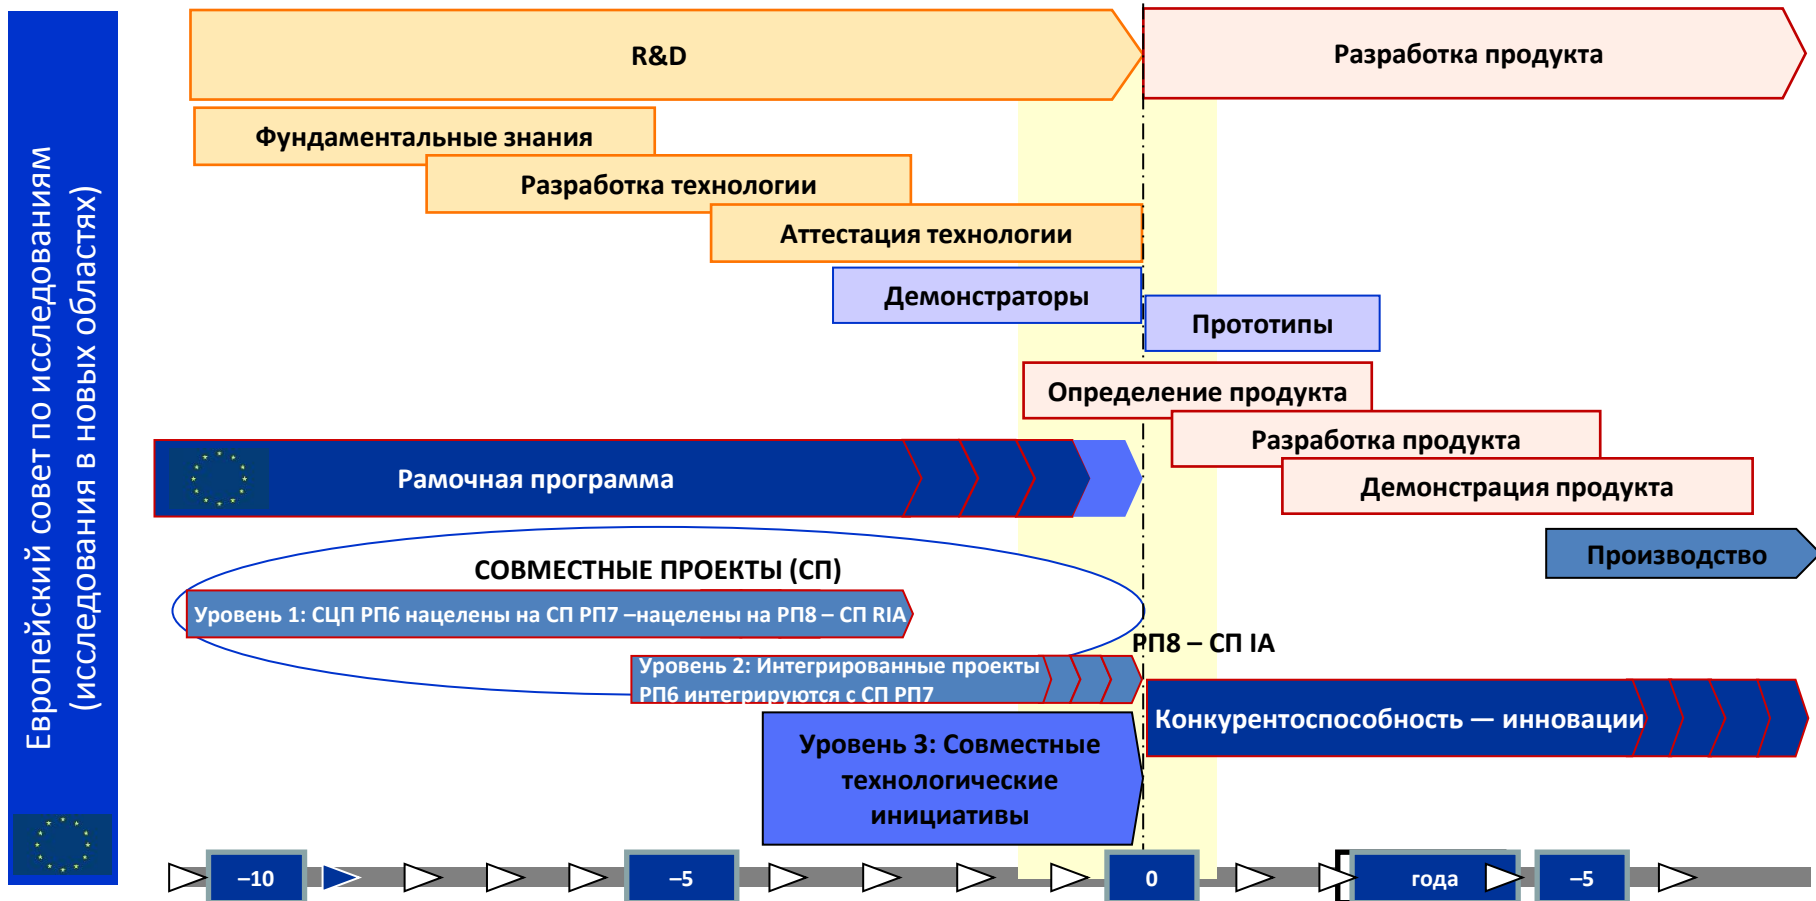 Европейский совет по исследованиям
(исследования в новых областях)
R&D
Разработка продукта
Фундаментальные знания
Разработка технологии
Аттестация технологии
Демонстраторы
Прототипы
Определение продукта
Разработка продукта
Демонстрация продукта
Рамочная программа
Производство
СОВМЕСТНЫЕ ПРОЕКТЫ (СП)
Уровень 1: СЦП РП6 нацелены на СП РП7 –нацелены на РП8 – СП RIA
РП8 – СП IA
Уровень 2: Интегрированные проекты
РП6 интегрируются с СП РП7
Конкурентоспособность — инновации
Уровень 3: Совместные
технологические
инициативы
–10
–5
0
года
–5